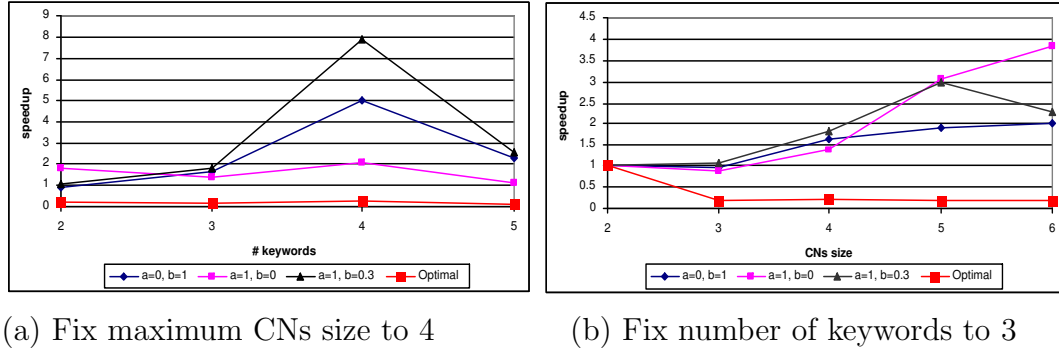 9
8
7
6
5
4
3
2
1
0
speedup
2 3 4 5
# keywords
a=0, b=1 a=1, b=0 a=1, b=0.3 Optimal
(a) Fix maximum CNs size to 4
4.5
4
3.5
3
2.5
2
1.5
1
0.5
0
speedup
2 3 4 5 6
CNs size
a=0, b=1 a=1, b=0 a=1, b=0.3 Optimal
(b) Fix number of keywords to 3